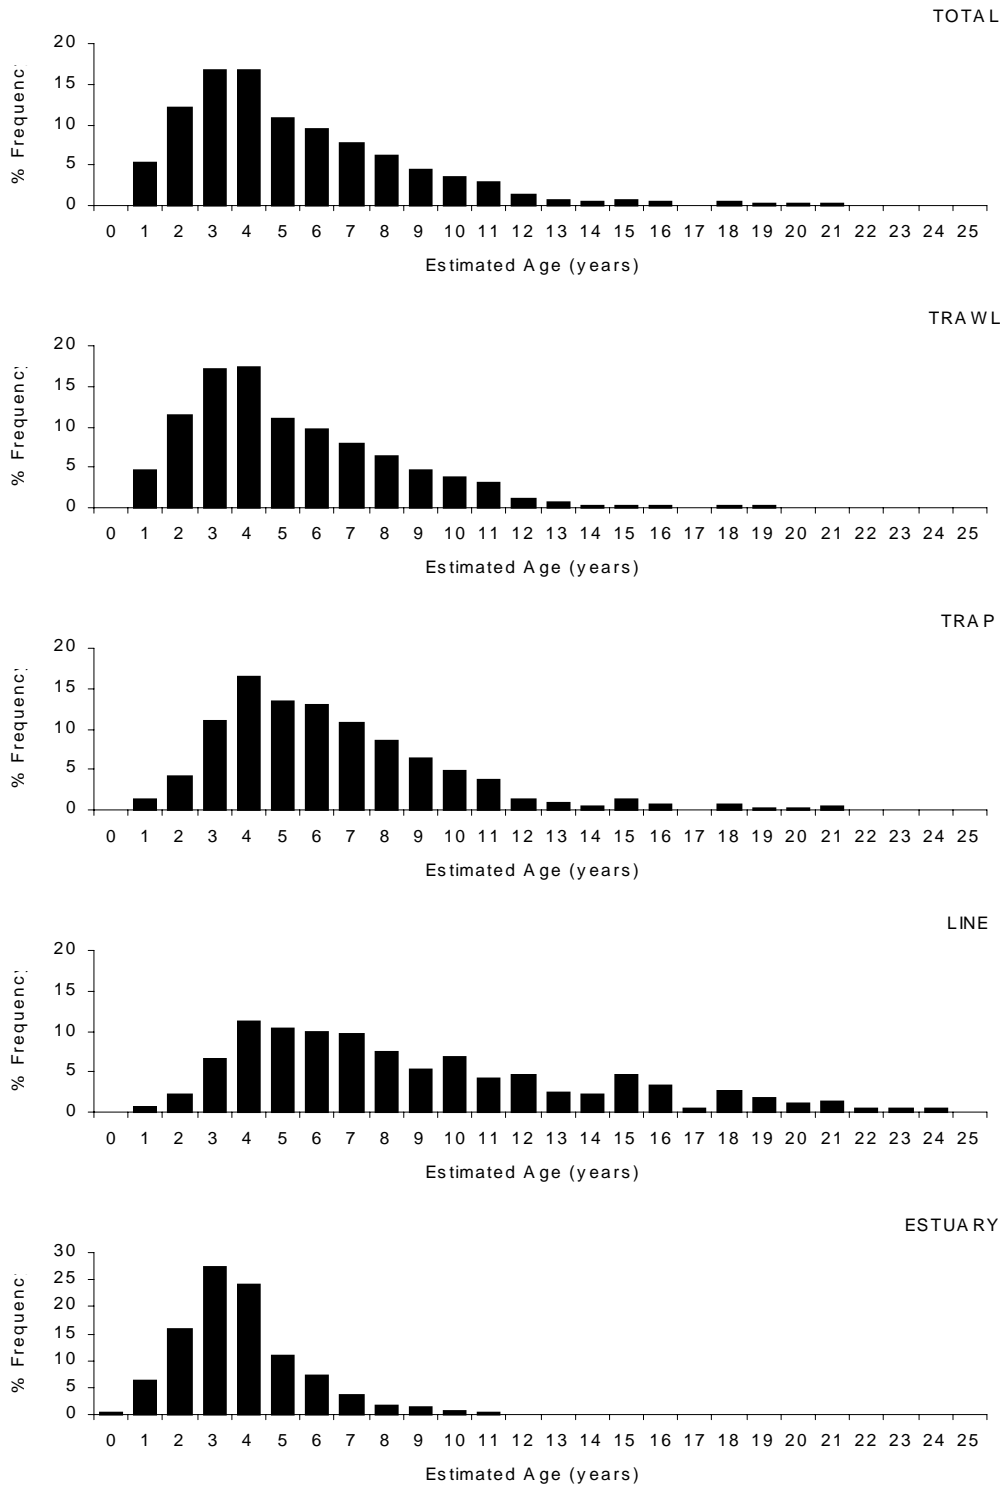 TOTAL
20
15
10
5
0
% Frequenc
0 1 2 3 4 5 6 7 8 9 10 11 12 13 14 15 16 17 18 19 20 21 22 23 24 25
Estimated Age (years)
TRAWL
20
15
10
5
0
% Frequency
0 1 2 3 4 5 6 7 8 9 10 11 12 13 14 15 16 17 18 19 20 21 22 23 24 25
Estimated Age (years)
TRAP
20
15
10
5
0
% Frequency
0 1 2 3 4 5 6 7 8 9 10 11 12 13 14 15 16 17 18 19 20 21 22 23 24 25
Estimated Age (years)
LINE
20
15
10
5
0
% Frequency
0 1 2 3 4 5 6 7 8 9 10 11 12 13 14 15 16 17 18 19 20 21 22 23 24 25
Estimated Age (years)
ESTUARY
30
25
20
15
10
5
0
% Frequenc
0 1 2 3 4 5 6 7 8 9 10 11 12 13 14 15 16 17 18 19 20 21 22 23 24 25
Estimated Age (years)